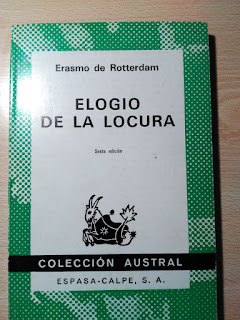 Erasmo de Rotterdam
ELOGIO
DE LA LOCURA
Sexta edición
COLECCIÓN AUSTRAL
ESPASA-CALPE, S. A.